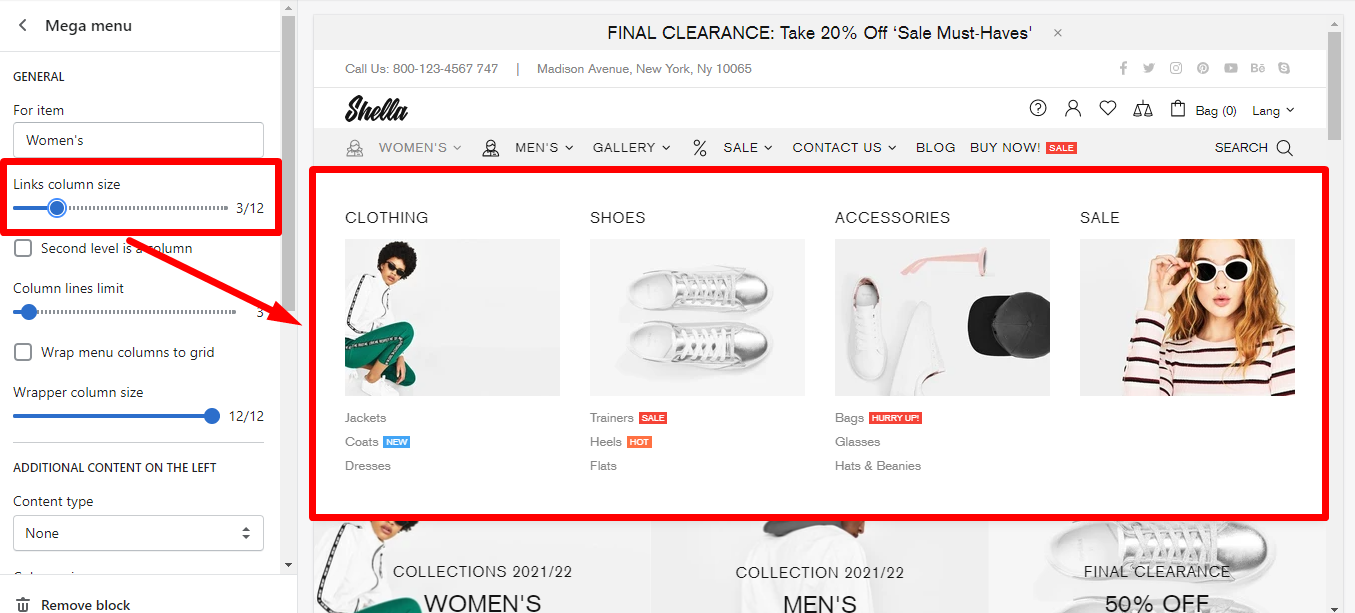 Mega menu
GENERAL
For item
Women's
Links column size
3/12
Second level is a column
Column lines limit
3
Wrap menu columns to grid
Wrapper column size
12/12
ADDITIONAL CONTENT ON THE LEFT
Content type
None
Remove block
FINAL CLEARANCE: Take 20% Off ‘Sale Must-Haves' ×
Call Us: 800-123-4567 747 | Madison Avenue, New York, Ny 10065
Bē
Shella
Bag (0) Lang
WOMEN'S MEN'S GALLERY % SALE CONTACT US BLOG BUY NOW! SALE SEARCH
CLOTHING SHOES ACCESSORIES SALE
Jackets Trainers SALE Bags HURRY UP!
Coats NEW Heels HOT Glasses
Dresses Flats Hats & Beanies
COLLECTIONS 2021/22 COLLECTION 2021/22 FINAL CLEARANCE
WOMEN'S MEN'S 50% OFF